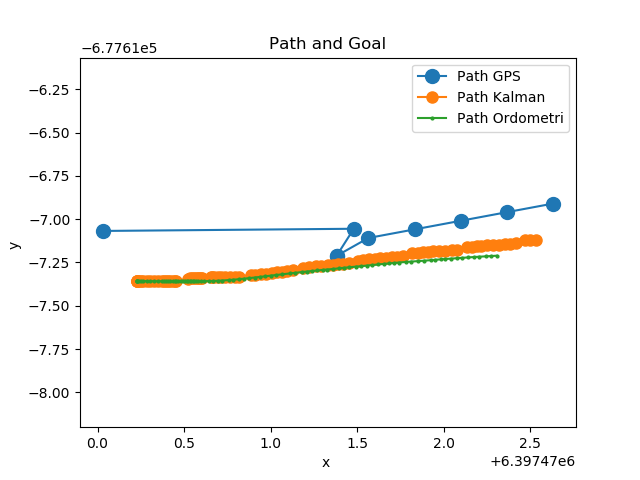 Path and Goal
−6.7761e5
Path GPS
Path Kalman
Path Ordometri
−6.25
−6.50
−6.75
−7.00
−7.25
−7.50
−7.75
−8.00
y
0.0 0.5 1.0 1.5 2.0 2.5
x
+6.39747e6